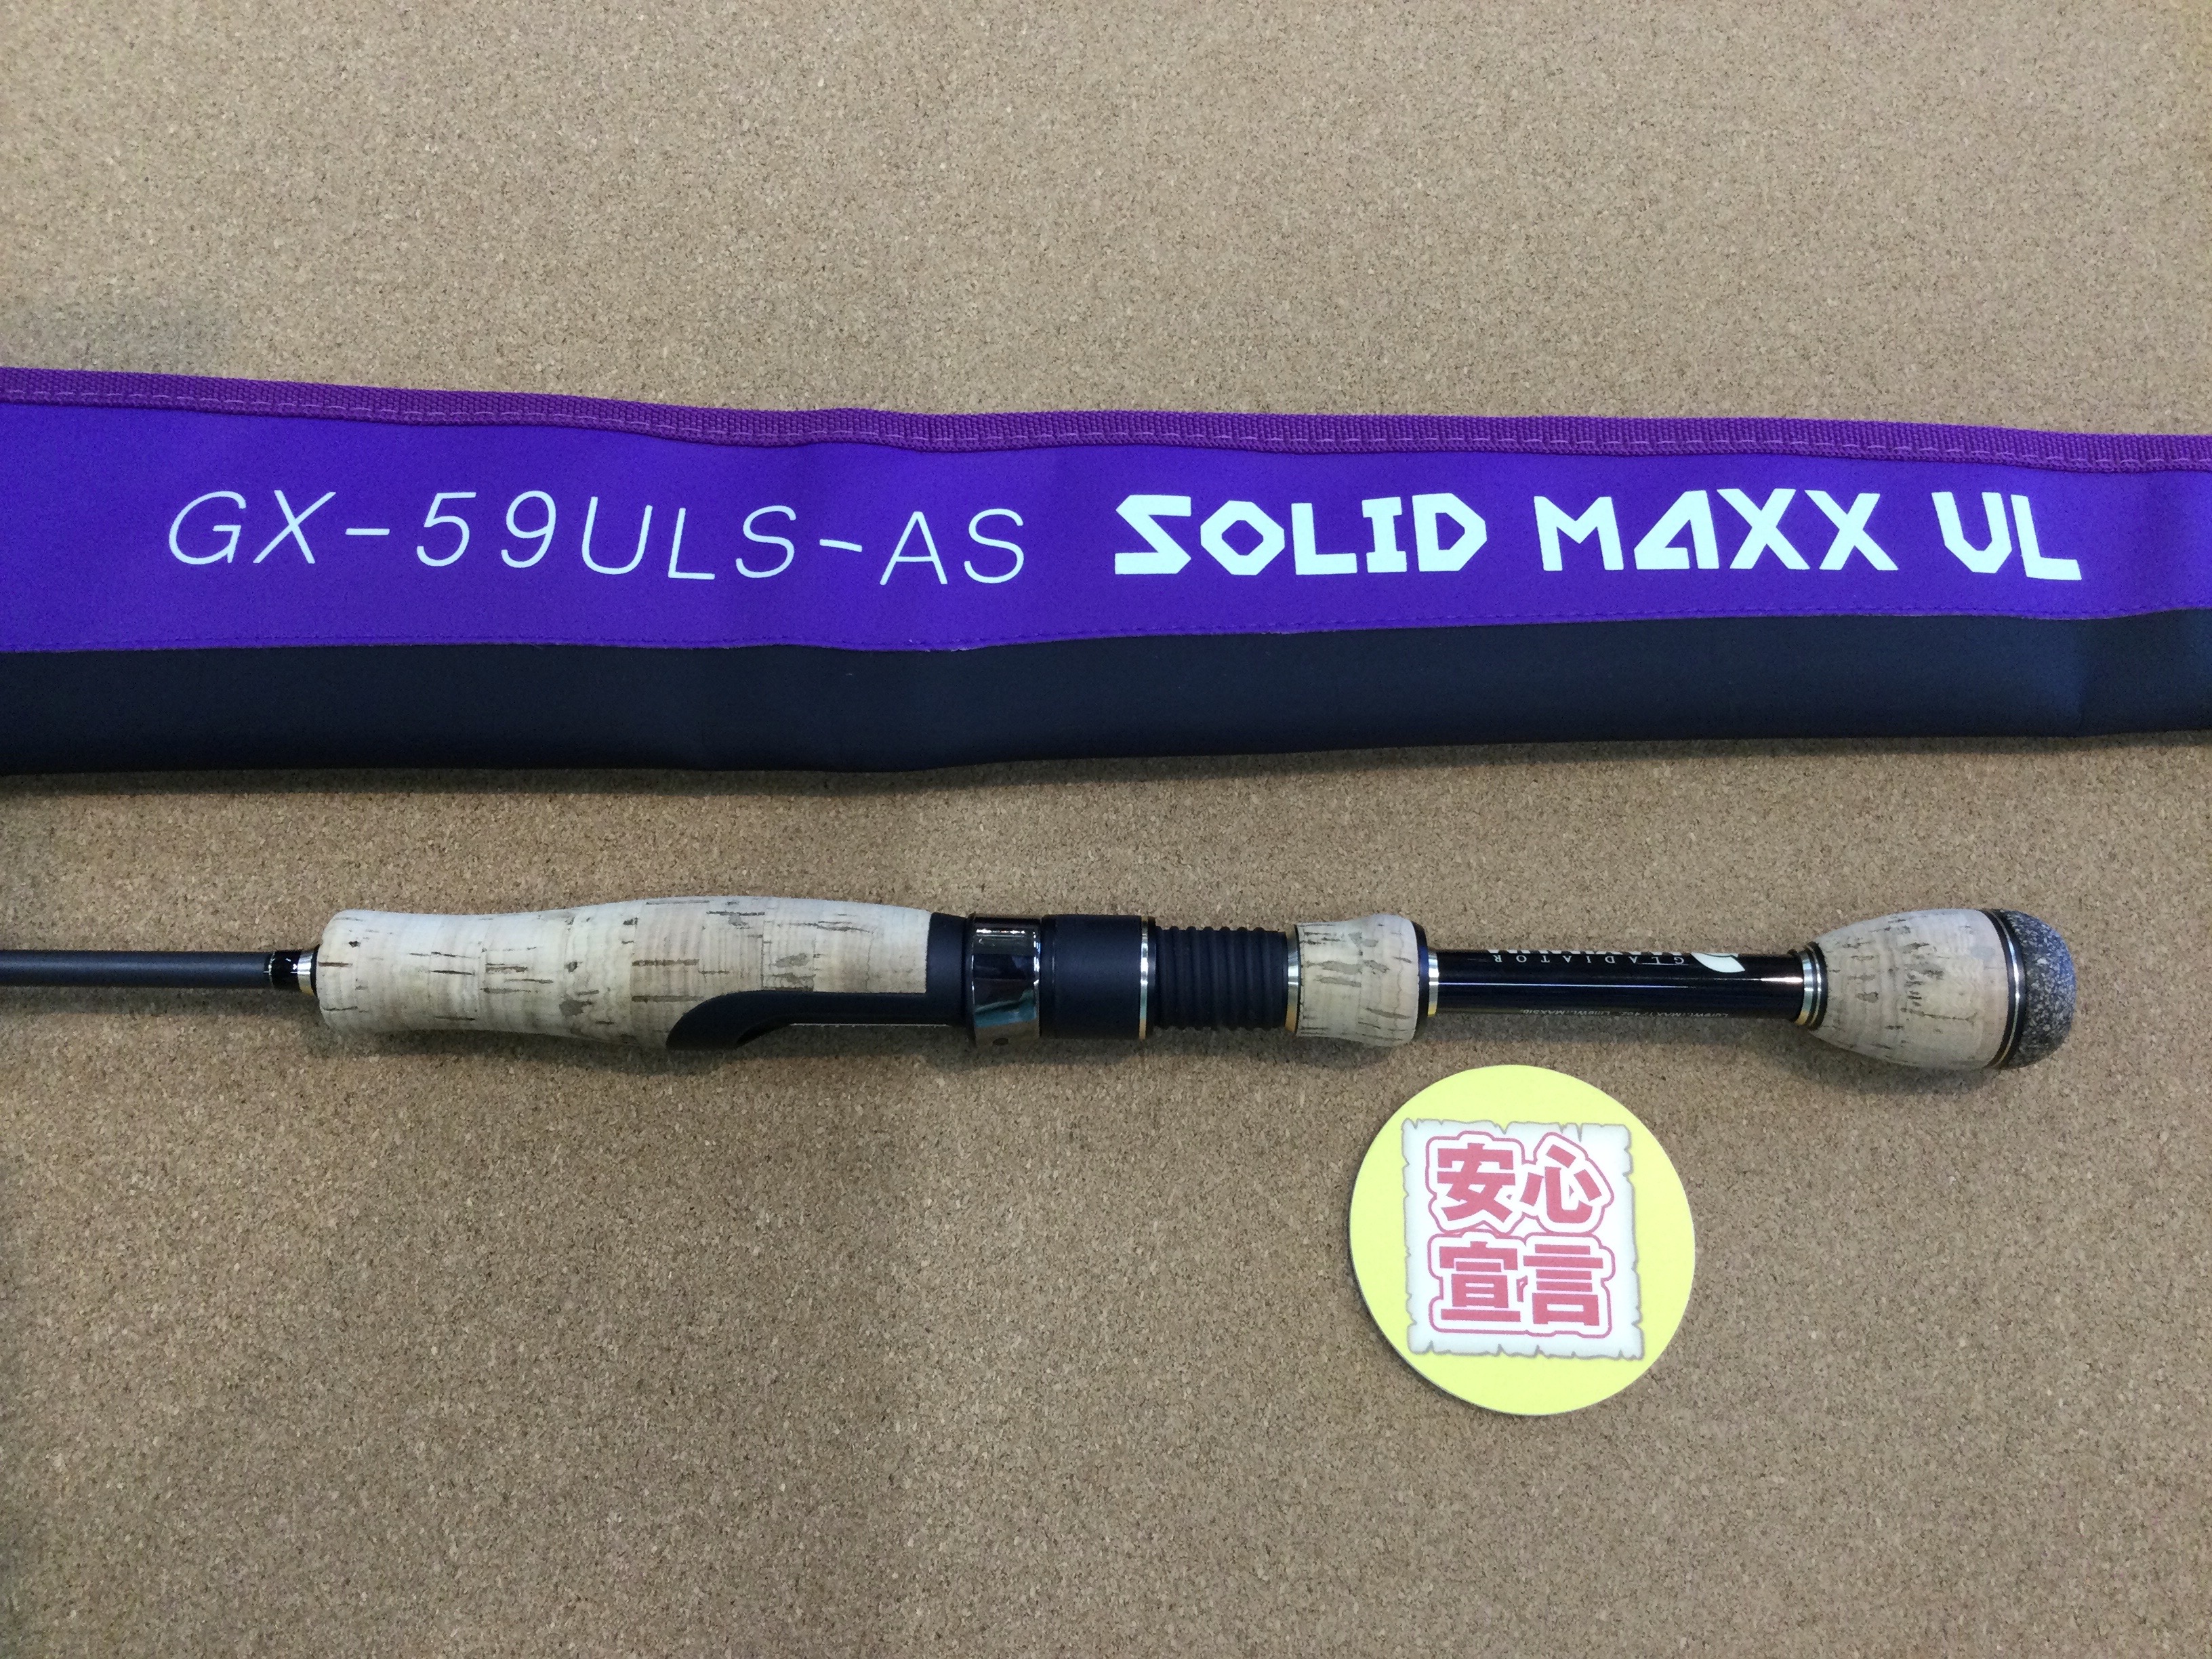 GX-59ULS-AS SOLID MAXX UL
GLADIATOR
安心
宣言